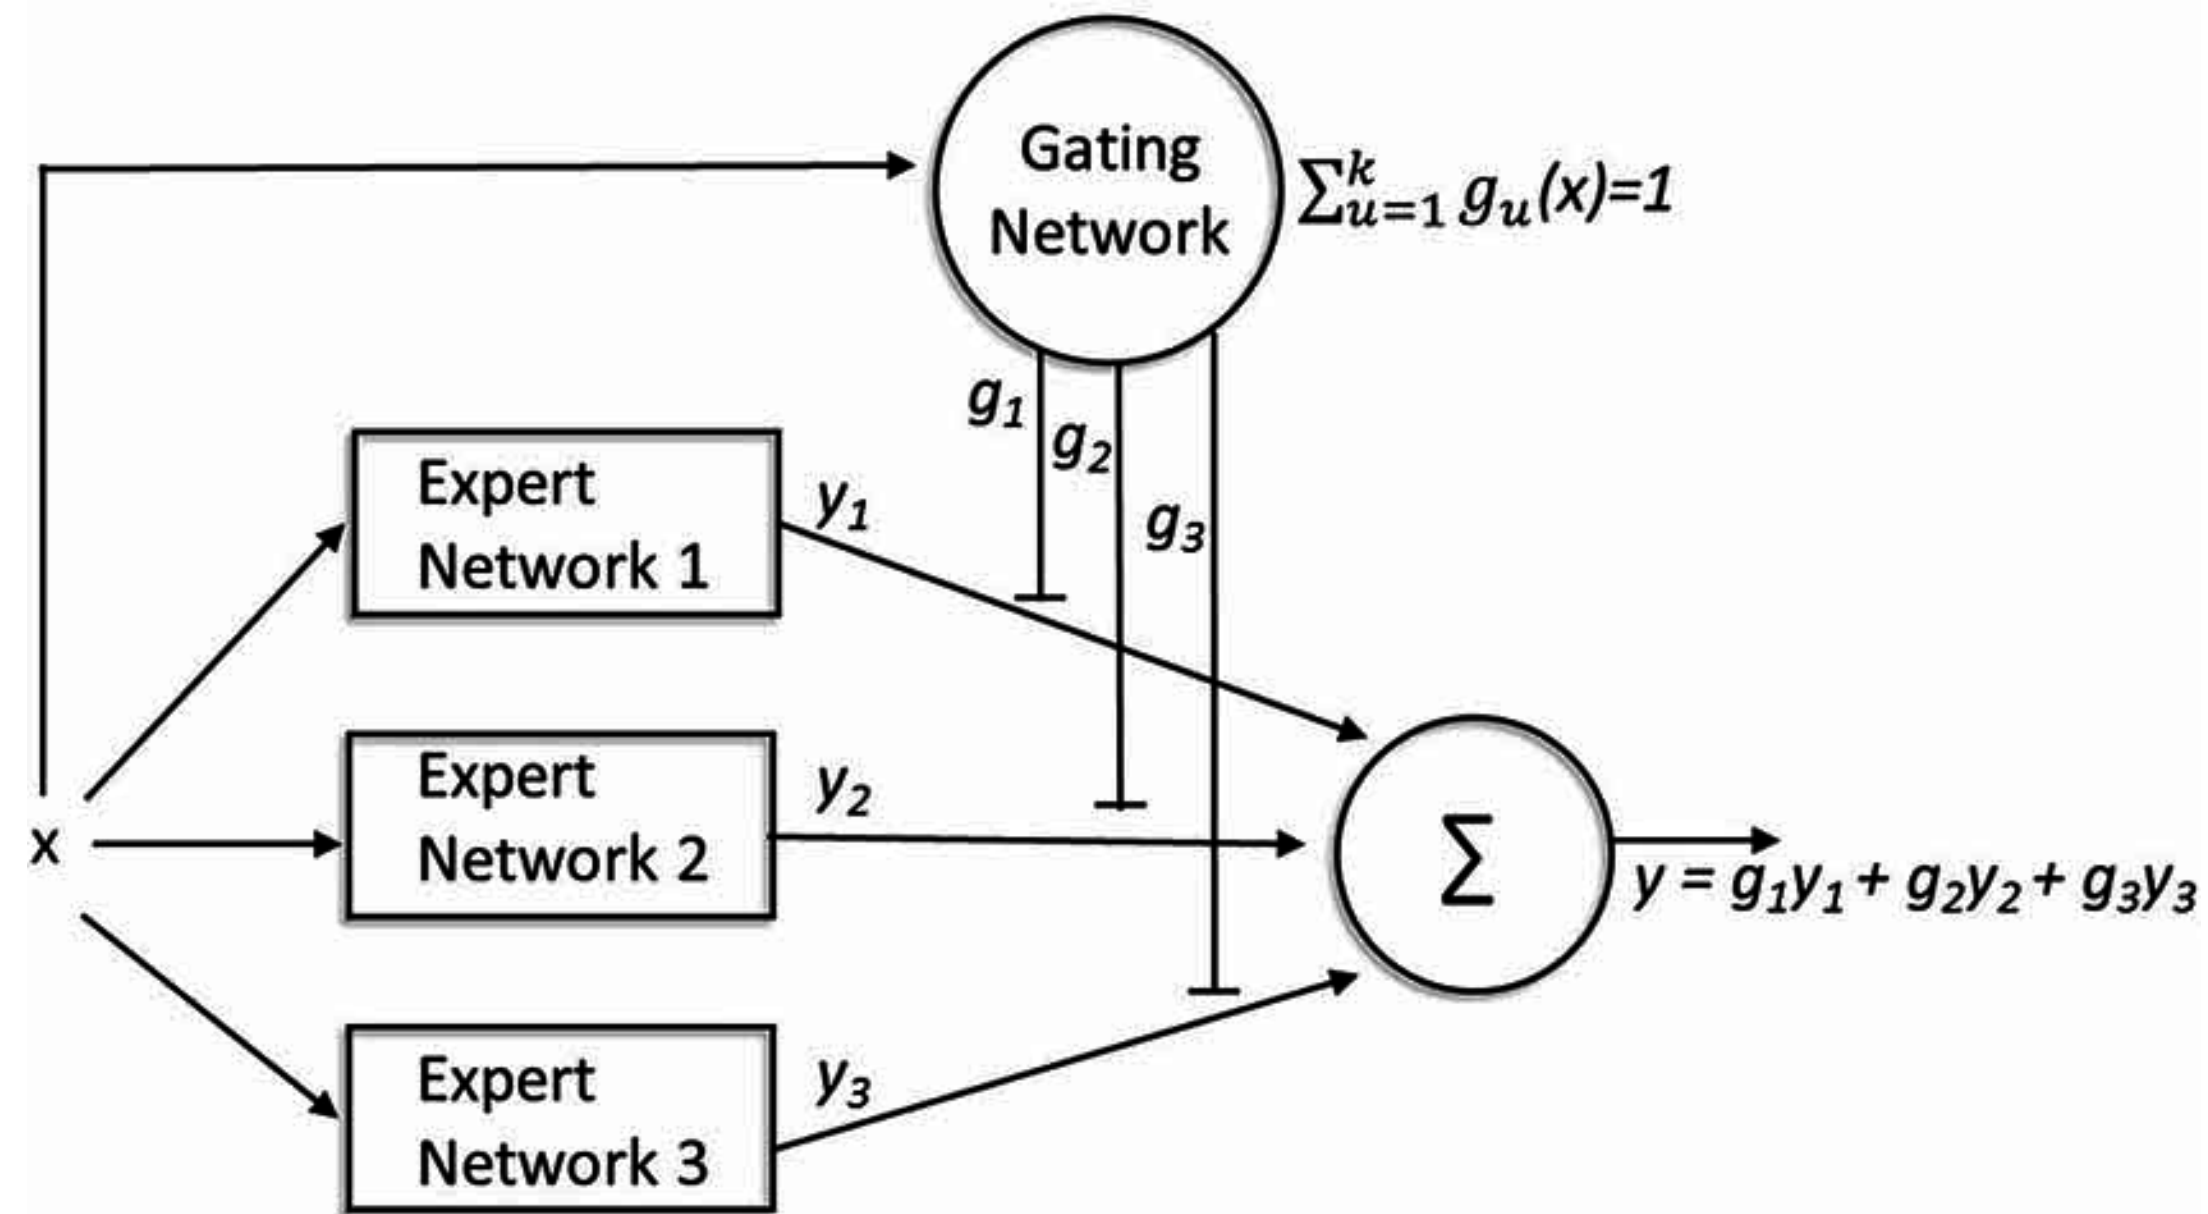 Gating
Network
∑ᵏᵤ₌₁ gᵤ(x)=1
g₁
g₂
g₃
Expert
Network 1
y₁
x
Expert
Network 2
y₂
∑
y = g₁y₁ + g₂y₂ + g₃y₃
Expert
Network 3
y₃